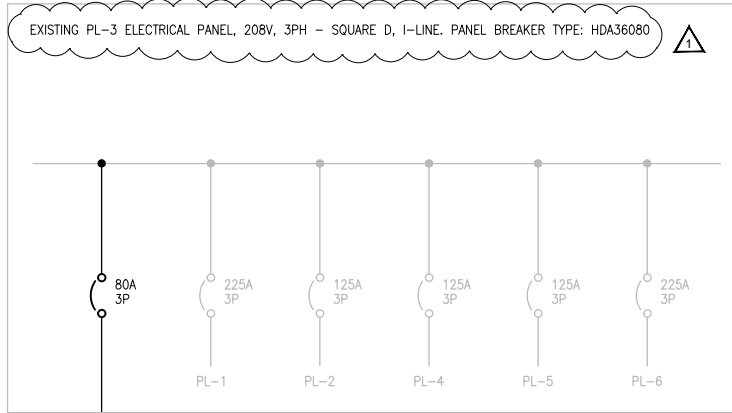 EXISTING PL-3 ELECTRICAL PANEL, 208V, 3PH - SQUARE D, I-LINE. PANEL BREAKER TYPE: HDA36080
1
80A
3P
225A
3P
125A
3P
125A
3P
125A
3P
225A
3P
PL-1
PL-2
PL-4
PL-5
PL-6